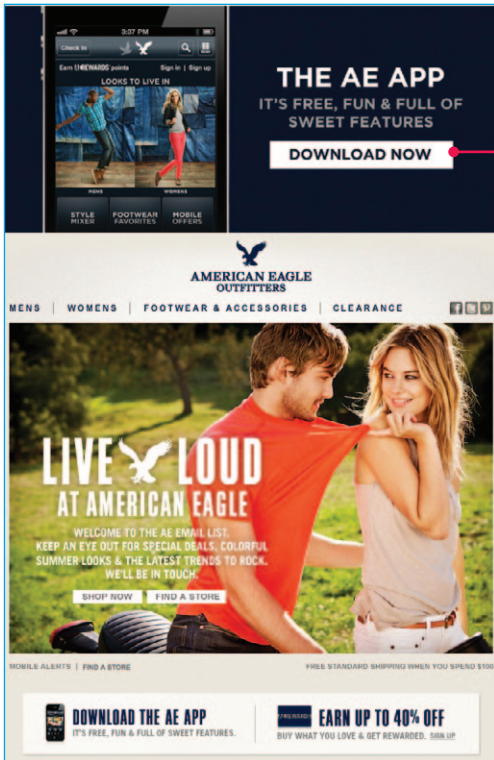 3:07 PM
Check In
Earn AEREWARDS points Sign in | Sign up
LOOKS TO LIVE IN
MENS WOMENS
STYLE MIXER FOOTWEAR FAVORITES MOBILE OFFERS
THE AE APP
IT'S FREE, FUN & FULL OF
SWEET FEATURES
DOWNLOAD NOW
AMERICAN EAGLE
OUTFITTERS
MENS | WOMENS | FOOTWEAR & ACCESSORIES | CLEARANCE
LIVE LOUD
AT AMERICAN EAGLE
WELCOME TO THE AE EMAIL LIST.
KEEP AN EYE OUT FOR SPECIAL DEALS, COLORFUL
SUMMER LOOKS & THE LATEST TRENDS TO ROCK.
WE'LL BE IN TOUCH.
SHOP NOW FIND A STORE
MOBILE ALERTS | FIND A STORE FREE STANDARD SHIPPING WHEN YOU SPEND $100
DOWNLOAD THE AE APP
IT'S FREE, FUN & FULL OF SWEET FEATURES.
EARN UP TO 40% OFF
BUY WHAT YOU LOVE & GET REWARDED. SIGN UP